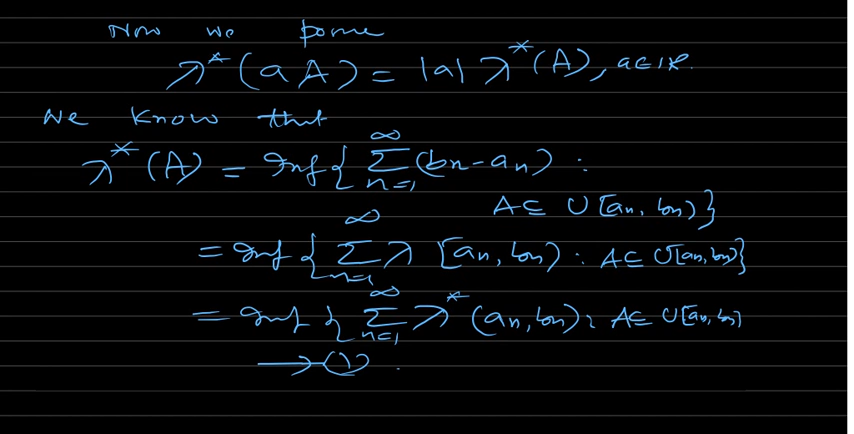 Now we prove
λ*(aA) = |a| λ*(A), a∈ℝ.
We know that
λ*(A) = Inf{ ∑_{n=1}^{∞} (bn - an) :
A⊆ ∪[an, bn)}
= Inf{ ∑_{n=1}^{∞} λ [an, bn) : A⊆ ∪[an, bn)}
= Inf { ∑_{n=1}^{∞} λ* (an, bn) : A⊆ ∪[an, bn)
→ ①.